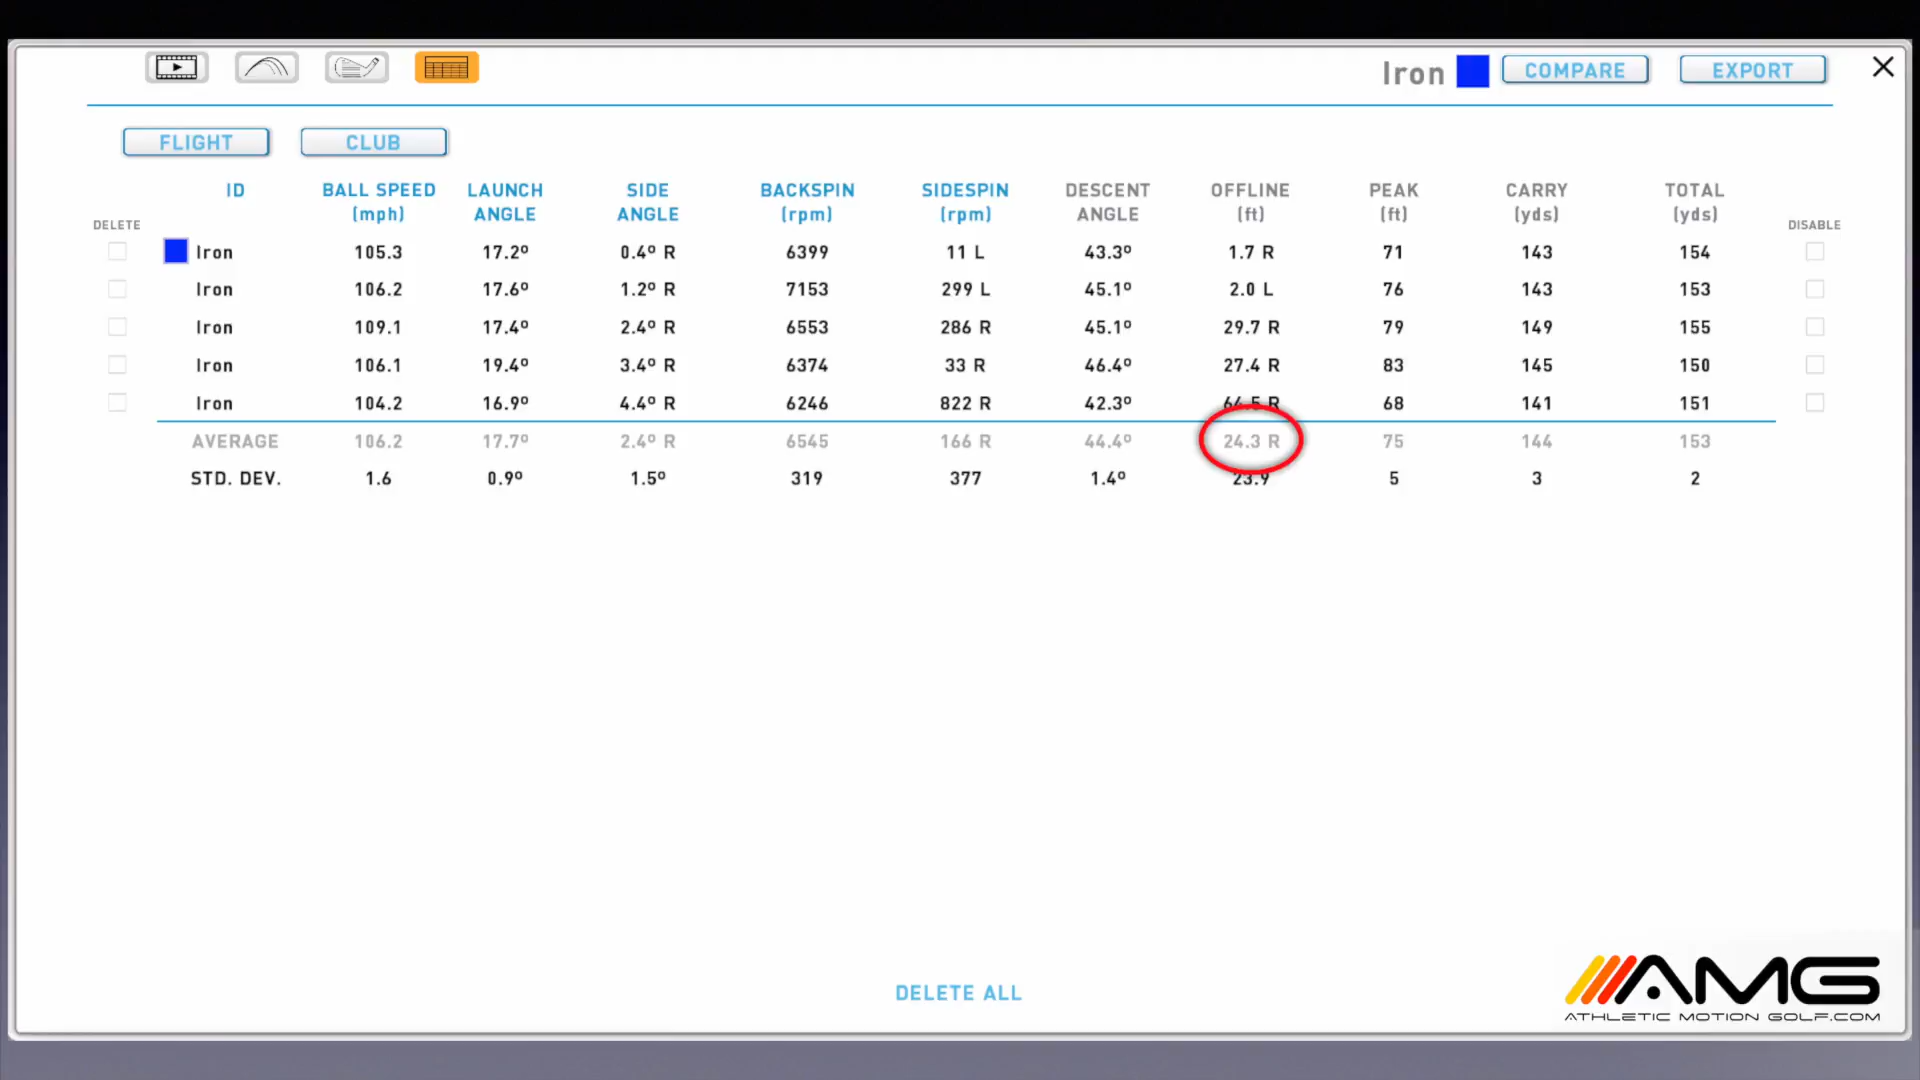 Iron COMPARE EXPORT
FLIGHT CLUB
ID BALL SPEED LAUNCH SIDE BACKSPIN SIDESPIN DESCENT OFFLINE PEAK CARRY TOTAL
(mph) ANGLE ANGLE (rpm) (rpm) ANGLE (ft) (ft) (yds) (yds)
DELETE DISABLE
Iron 105.3 17.2º 0.4º R 6399 11 L 43.3º 1.7 R 71 143 154
Iron 106.2 17.6º 1.2º R 7153 299 L 45.1º 2.0 L 76 143 153
Iron 109.1 17.4º 2.4º R 6553 286 R 45.1º 29.7 R 79 149 155
Iron 106.1 19.4º 3.4º R 6374 33 R 46.4º 27.4 R 83 145 150
Iron 104.2 16.9º 4.4º R 6246 822 R 42.3º 64.5 R 68 141 151
AVERAGE 106.2 17.7º 2.4º R 6545 166 R 44.4º 24.3 R 75 144 153
STD. DEV. 1.6 0.9º 1.5º 319 377 1.4º 23.9 5 3 2
DELETE ALL
AMG
ATHLETIC MOTION GOLF.COM